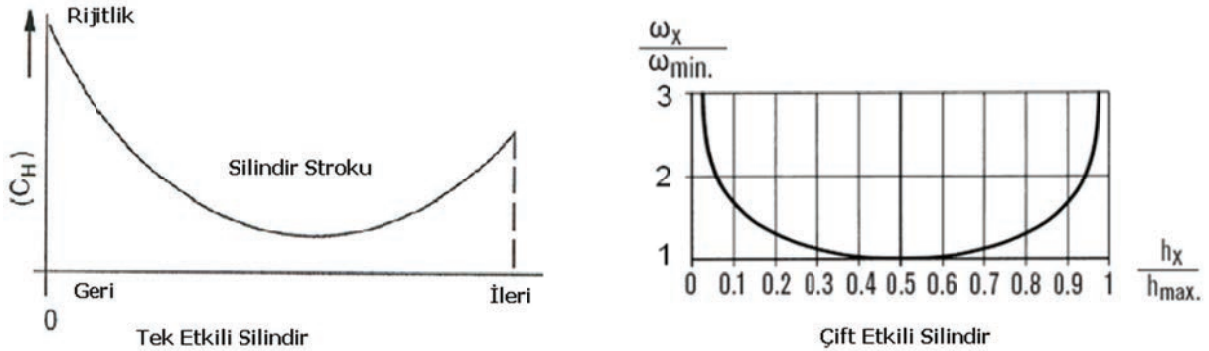 Rijitlik
(C_H)
Silindir Stroku
Geri
İleri
0
Tek Etkili Silindir
ω_x
ω_min.
3
2
1
0 0.1 0.2 0.3 0.4 0.5 0.6 0.7 0.8 0.9 1
h_x
h_max.
Çift Etkili Silindir